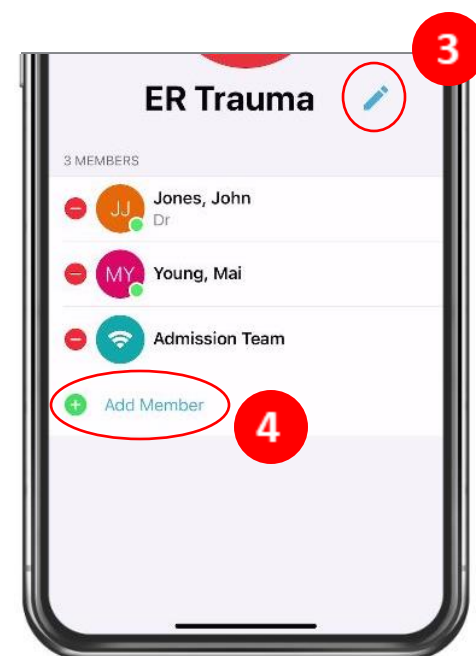 3
ER Trauma
3 MEMBERS
JJ
Jones, John
Dr
MY
Young, Mai
Admission Team
Add Member
4